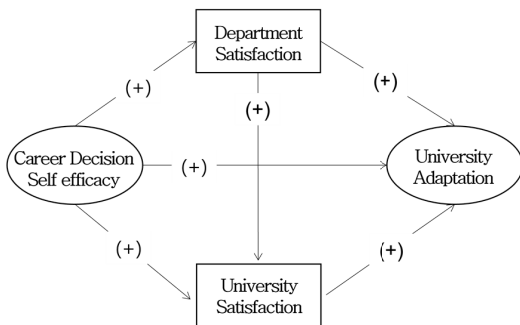 Department
Satisfaction
(+)
(+)
(+)
Career Decision
Self efficacy
(+)
University
Adaptation
(+)
(+)
University
Satisfaction